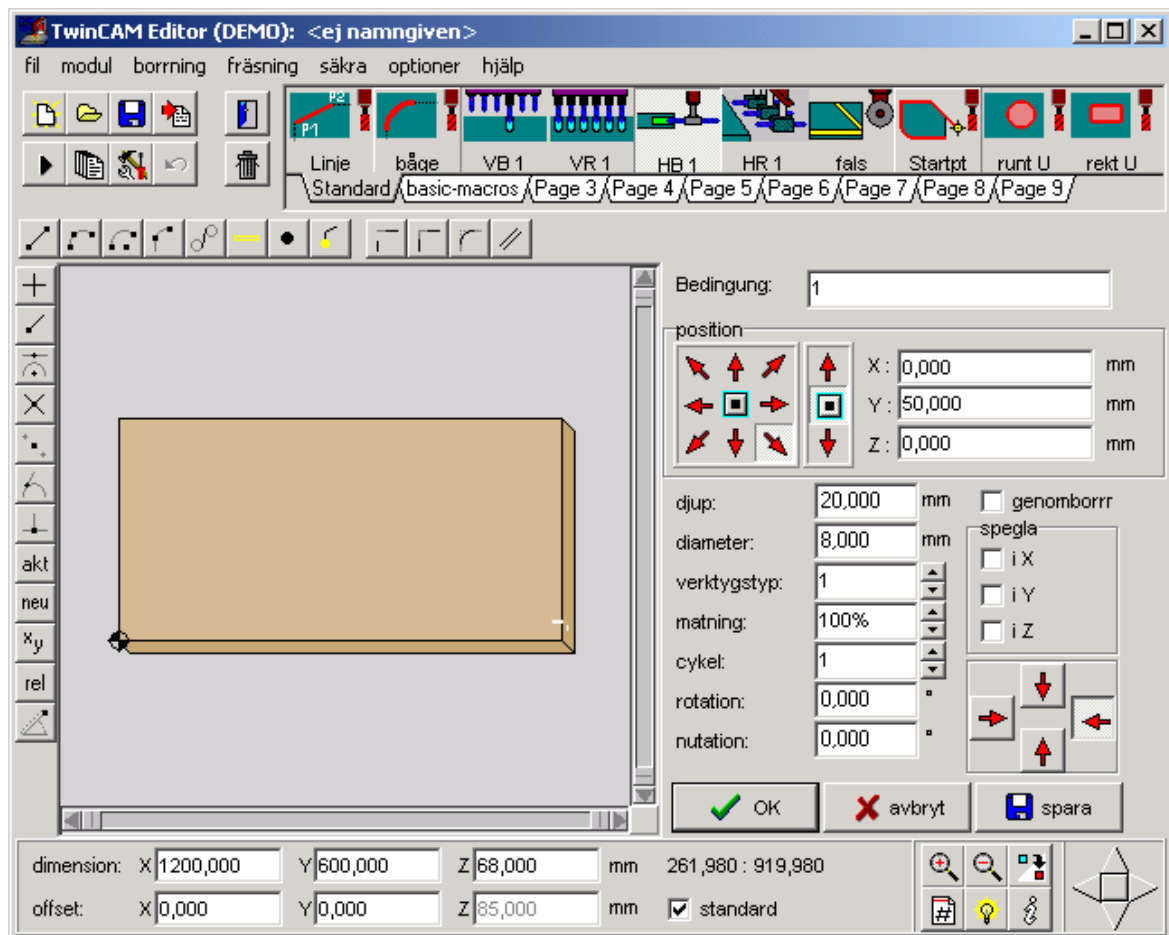 TwinCAM Editor (DEMO): <ej namngiven>
fil modul borrning fräsning säkra optioner hjälp
P2
P1
Linje båge VB 1 VR 1 HB 1 HR 1 fals Startpt runt U rekt U
Standard basic-macros Page 3 Page 4 Page 5 Page 6 Page 7 Page 8 Page 9
Bedingung: 1
position
X : 0,000 mm
Y : 50,000 mm
Z : 0,000 mm
djup: 20,000 mm genomborrr
diameter: 8,000 mm spegla
verktygstyp: 1 i X
i Y
matning: 100% i Z
cykel: 1
rotation: 0,000 °
nutation: 0,000 °
akt
neu
xy
rel
OK avbryt spara
dimension: X 1200,000 Y 600,000 Z 68,000 mm 261,980 : 919,980
offset: X 0,000 Y 0,000 Z 85,000 mm standard